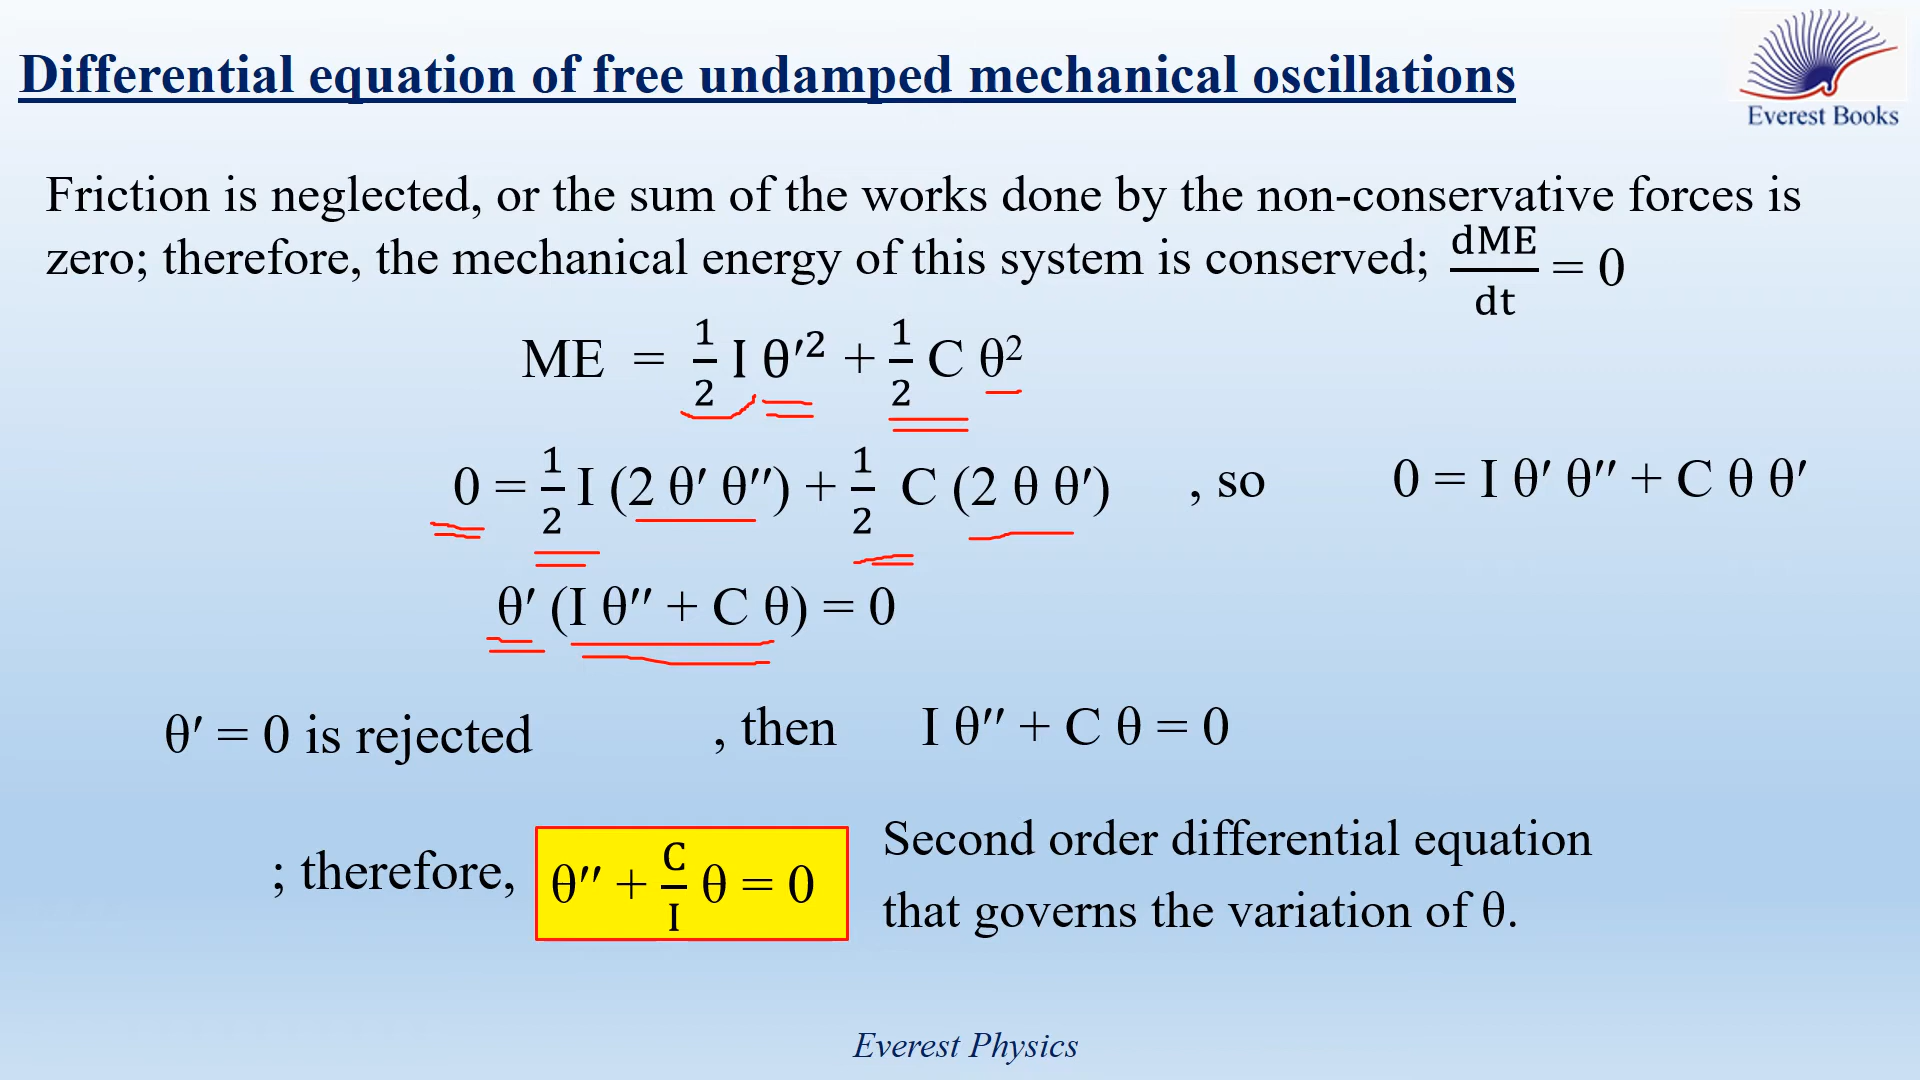 Differential equation of free undamped mechanical oscillations
Everest Books
Friction is neglected, or the sum of the works done by the non-conservative forces is
zero; therefore, the mechanical energy of this system is conserved; dME/dt = 0
ME = 1/2 I θ′² + 1/2 C θ²
0 = 1/2 I (2 θ′ θ′′) + 1/2 C (2 θ θ′) , so 0 = I θ′ θ′′ + C θ θ′
θ′ (I θ′′ + C θ) = 0
θ′ = 0 is rejected , then I θ′′ + C θ = 0
; therefore, θ′′ + C/I θ = 0
Second order differential equation
that governs the variation of θ.
Everest Physics